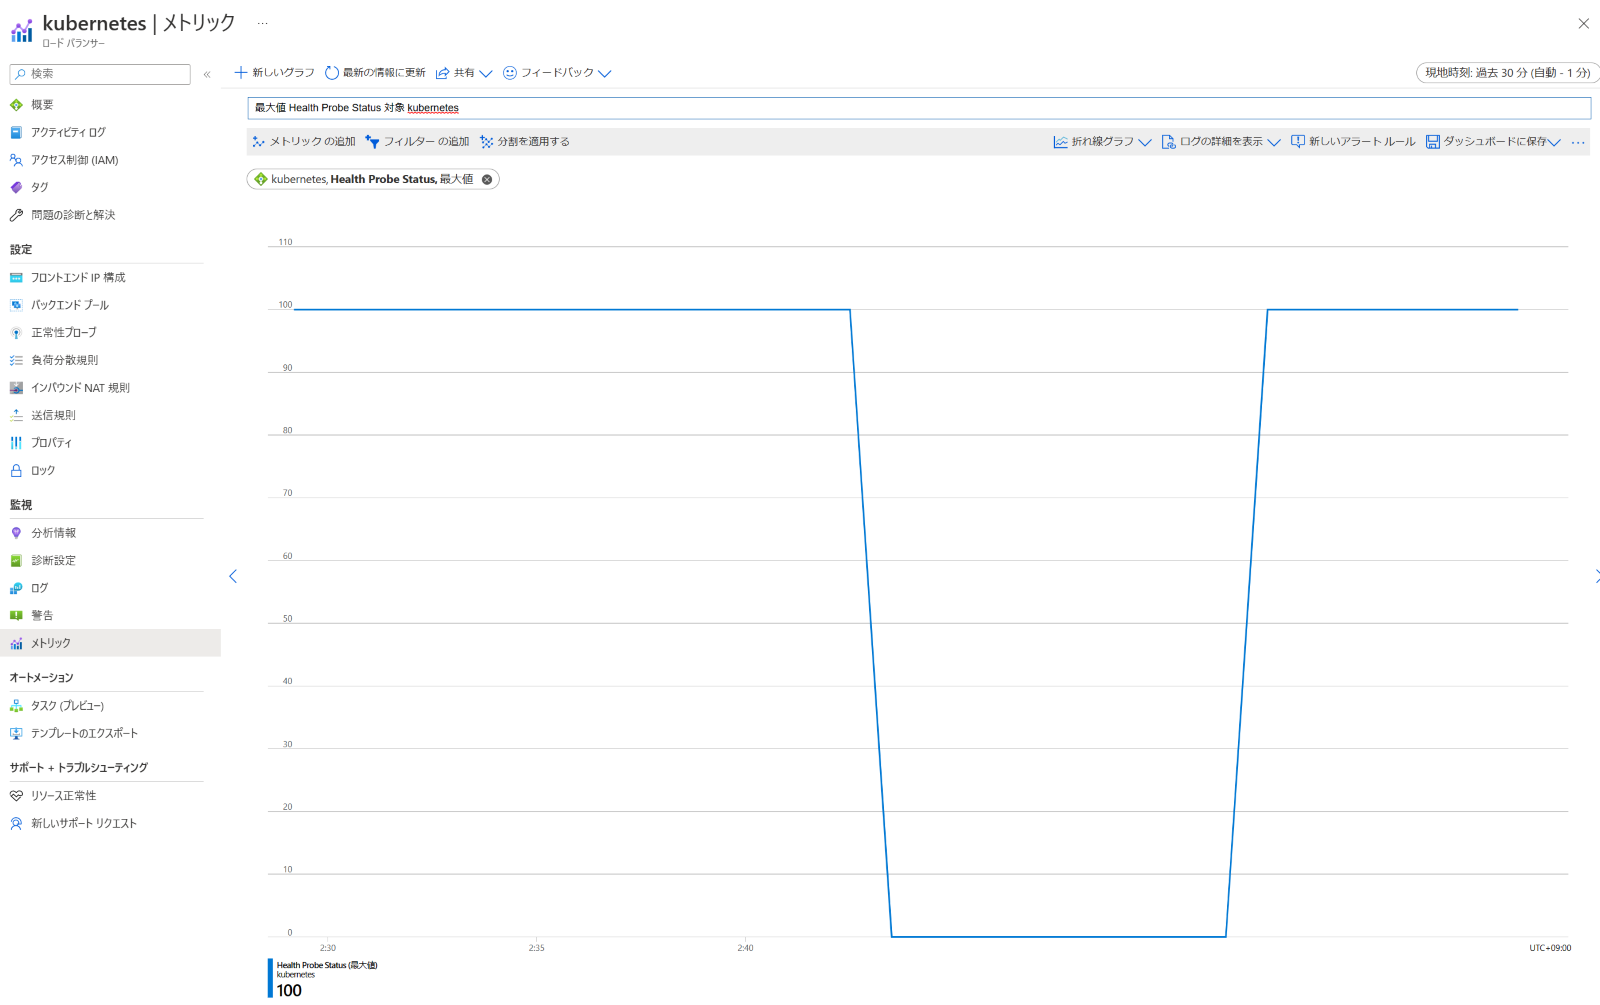 kubernetes | メトリック ...
ロード バランサー
検索
概要
アクティビティ ログ
アクセス制御 (IAM)
タグ
問題の診断と解決
設定
フロントエンド IP 構成
バックエンド プール
正常性プローブ
負荷分散規則
インバウンド NAT 規則
送信規則
プロパティ
ロック
監視
分析情報
診断設定
ログ
警告
メトリック
オートメーション
タスク (プレビュー)
テンプレートのエクスポート
サポート + トラブルシューティング
リソース正常性
新しいサポート リクエスト
新しいグラフ 最新の情報に更新 共有 フィードバック
現地時刻: 過去 30 分 (自動 - 1 分)
最大値 Health Probe Status 対象 kubernetes
メトリック の追加 フィルター の追加 分割を適用する
折れ線グラフ ログの詳細を表示 新しいアラート ルール ダッシュボードに保存 ...
kubernetes, Health Probe Status, 最大値
110
100
90
80
70
60
50
40
30
20
10
0
2:30 2:35 2:40 UTC+09:00
Health Probe Status (最大値)
kubernetes
100